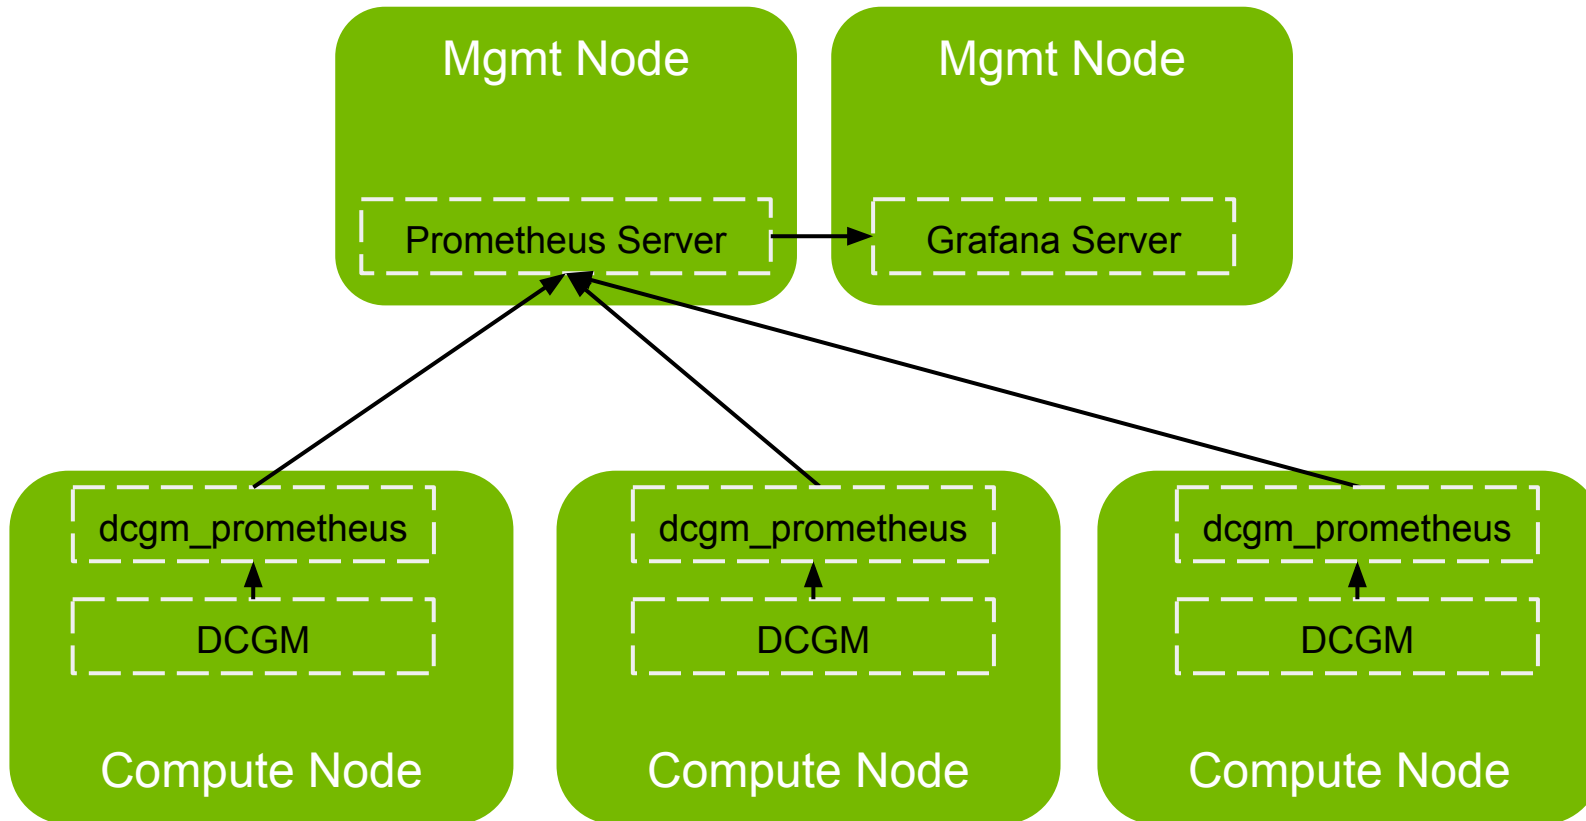 Mgmt Node
Mgmt Node
Prometheus Server
Grafana Server
dcgm_prometheus
dcgm_prometheus
dcgm_prometheus
DCGM
DCGM
DCGM
Compute Node
Compute Node
Compute Node